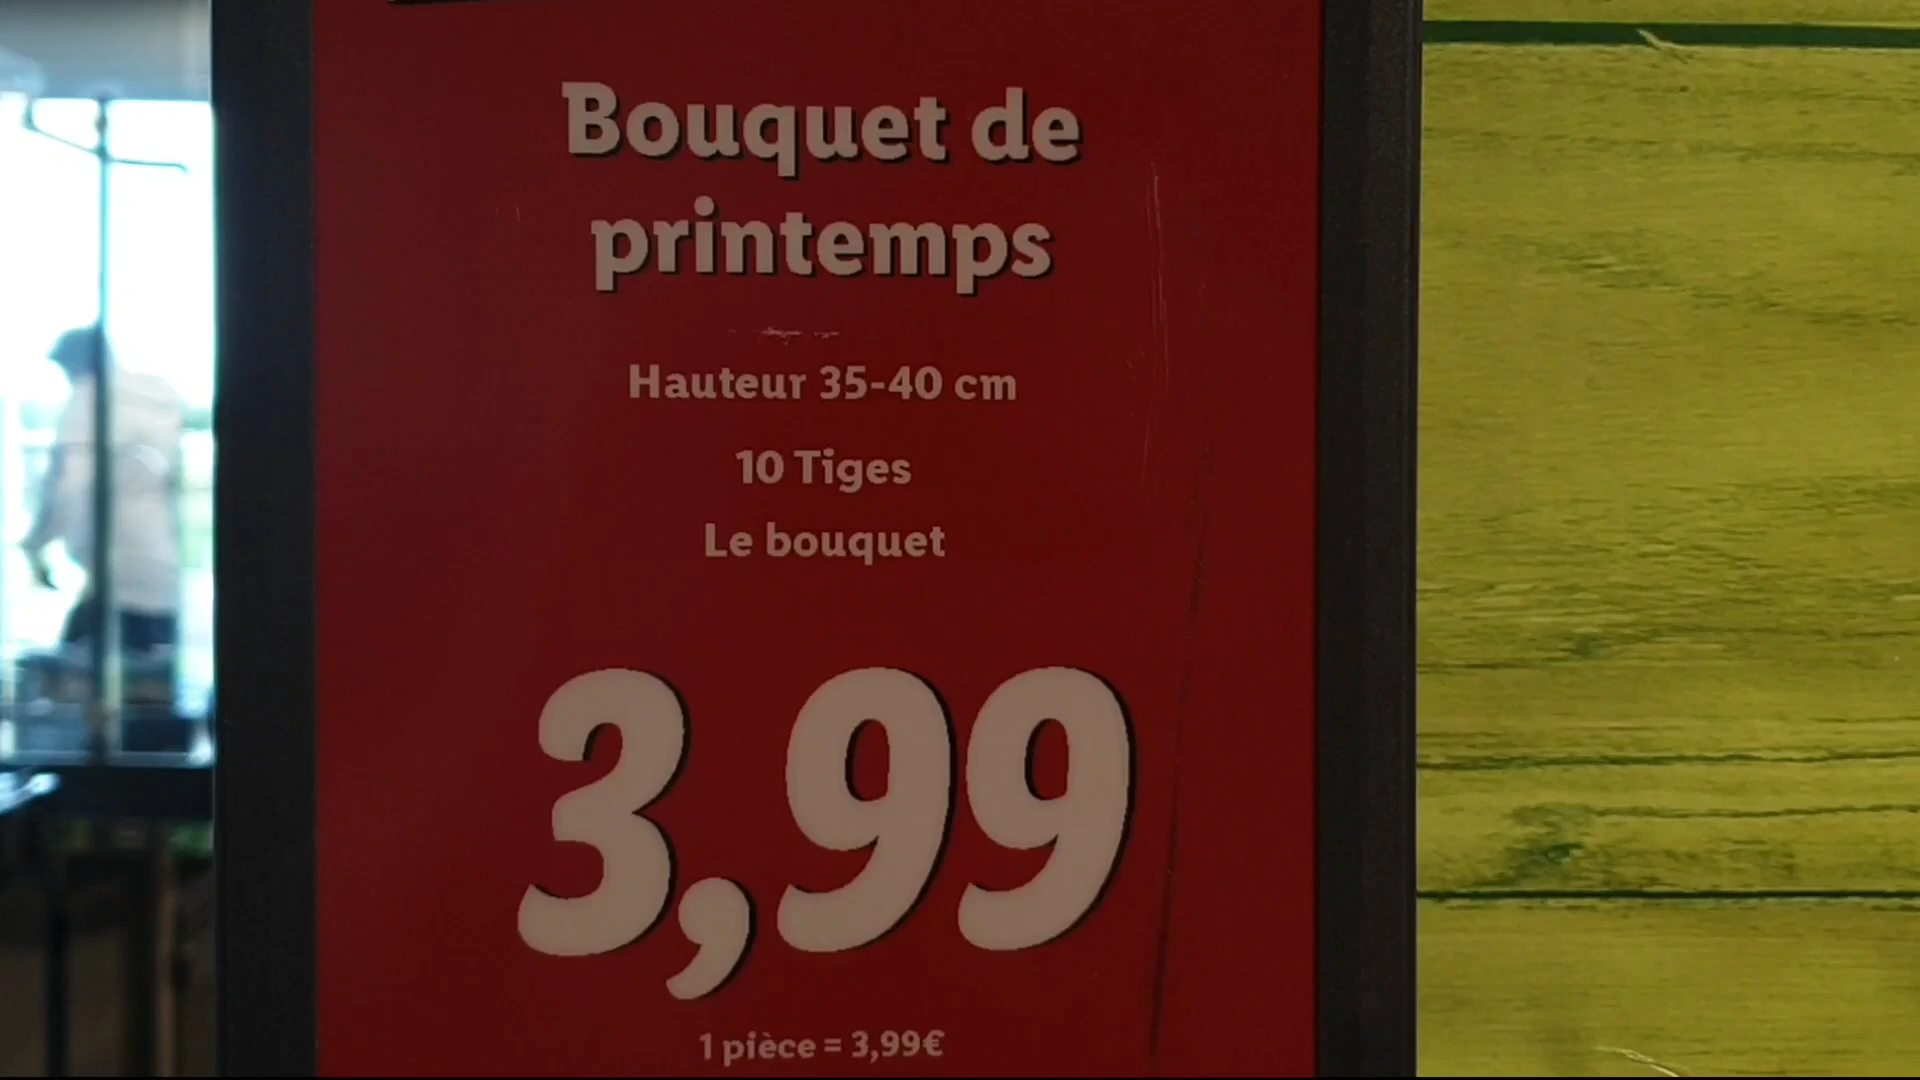 Bouquet de
printemps
Hauteur 35-40 cm
10 Tiges
Le bouquet
3,99
1 pièce = 3,99€